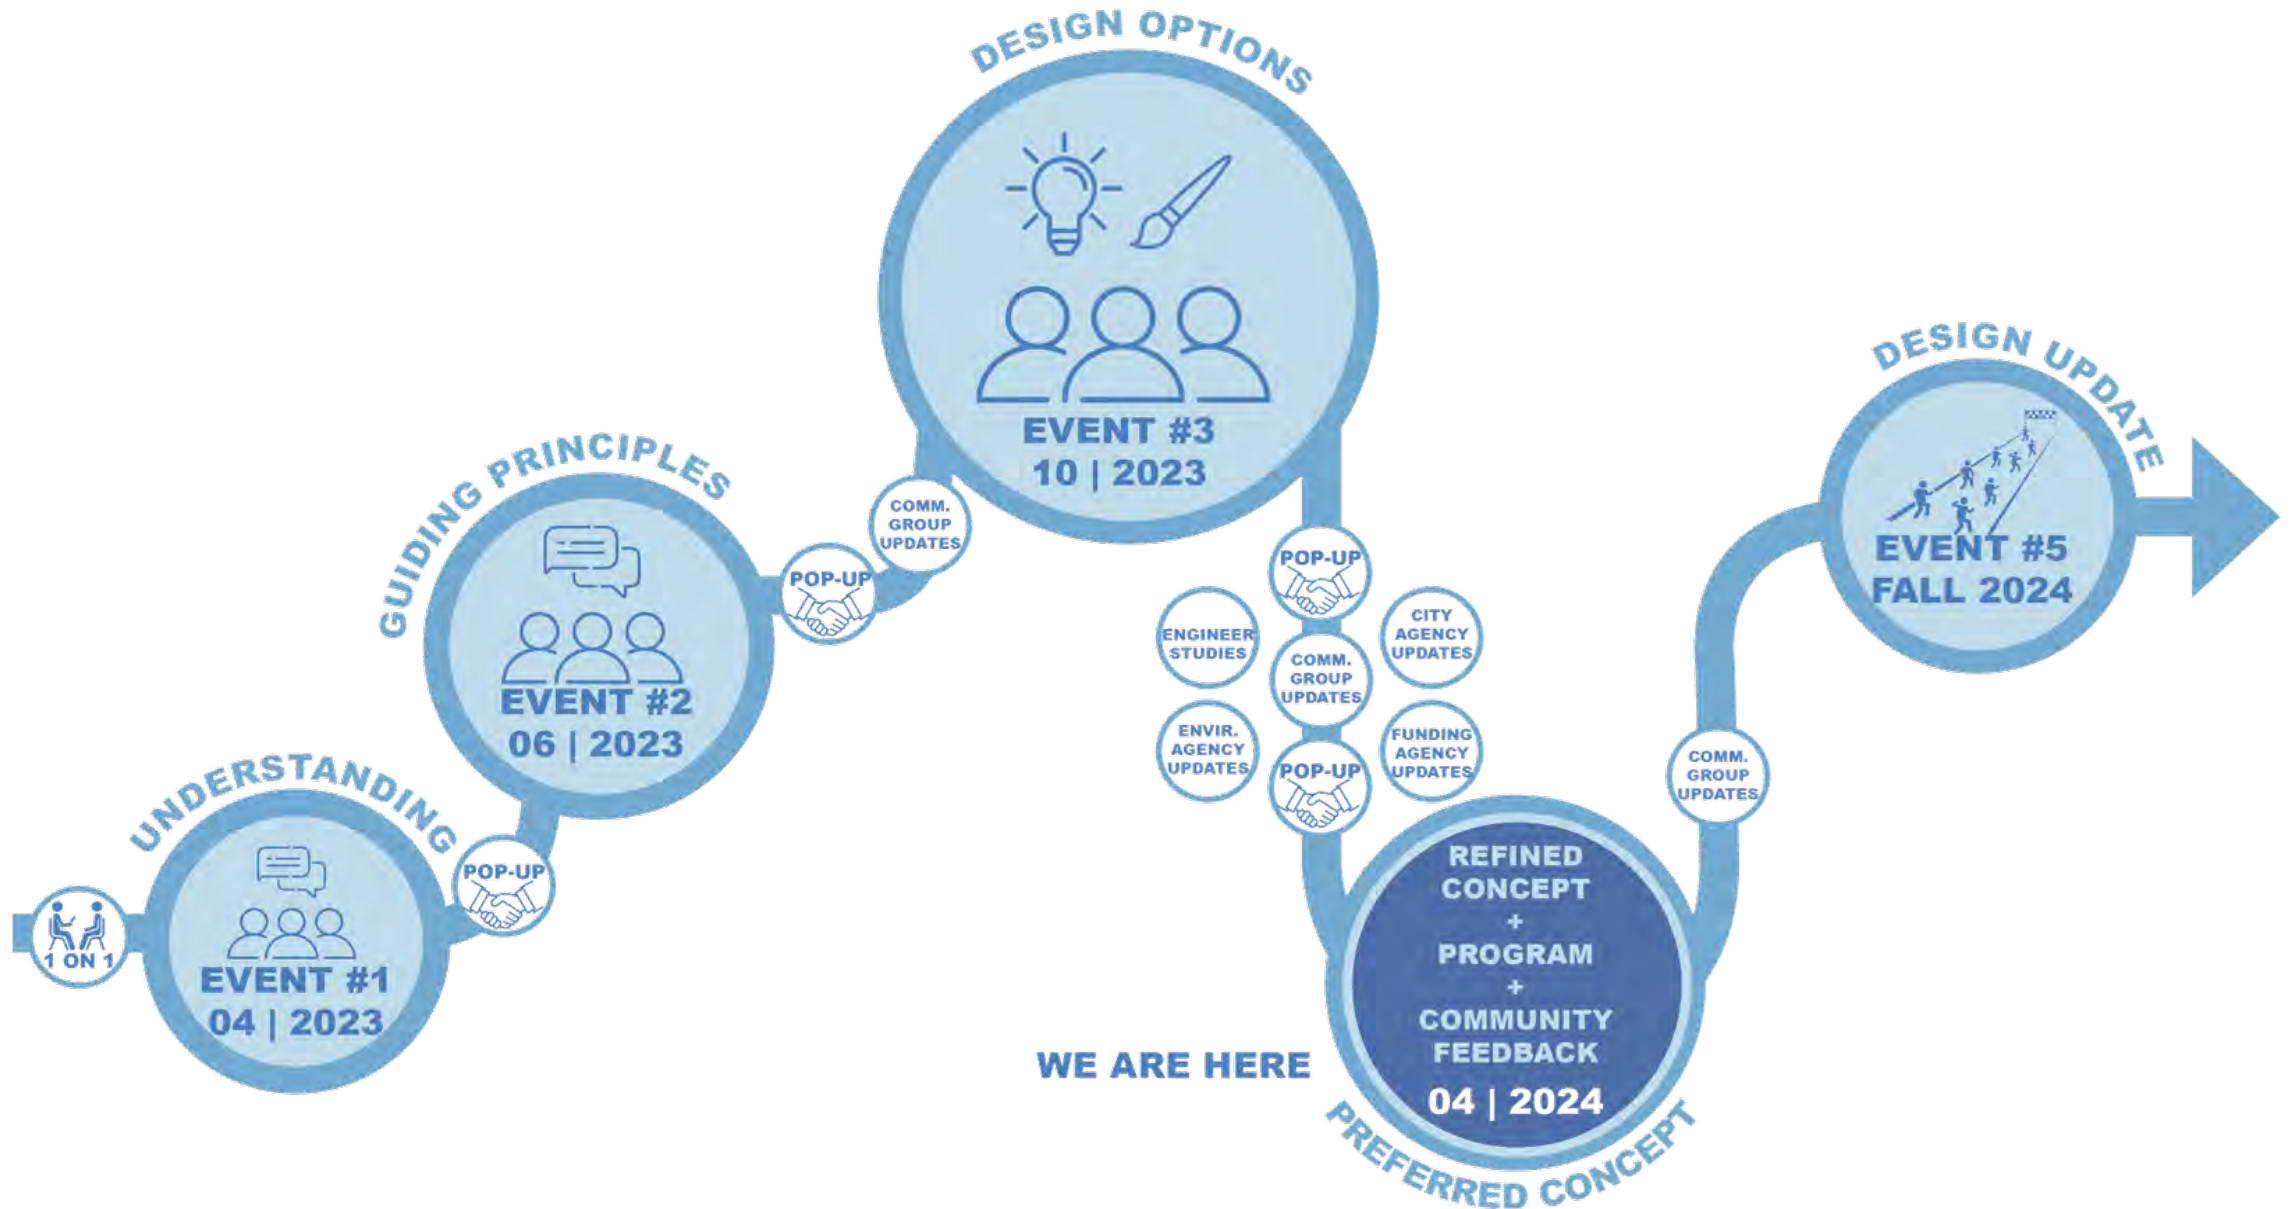 1 ON 1
UNDERSTANDING
EVENT #1
04 | 2023
POP-UP
GUIDING PRINCIPLES
EVENT #2
06 | 2023
POP-UP
COMM.
GROUP
UPDATES
DESIGN OPTIONS
EVENT #3
10 | 2023
POP-UP
ENGINEER
STUDIES
COMM.
GROUP
UPDATES
CITY
AGENCY
UPDATES
ENVIR.
AGENCY
UPDATES
POP-UP
FUNDING
AGENCY
UPDATES
WE ARE HERE
REFINED
CONCEPT
+
PROGRAM
+
COMMUNITY
FEEDBACK
04 | 2024
PREFERRED CONCEPT
COMM.
GROUP
UPDATES
DESIGN UPDATE
EVENT #5
FALL 2024